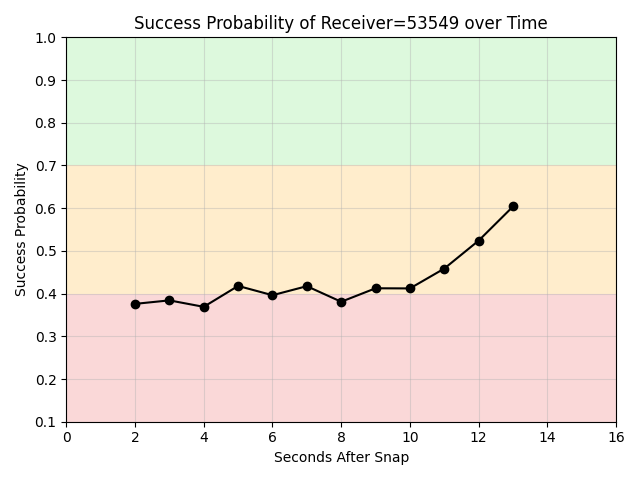 Success Probability of Receiver=53549 over Time
1.0
0.9
0.8
0.7
0.6
0.5
0.4
0.3
0.2
0.1
Success Probability
0 2 4 6 8 10 12 14 16
Seconds After Snap